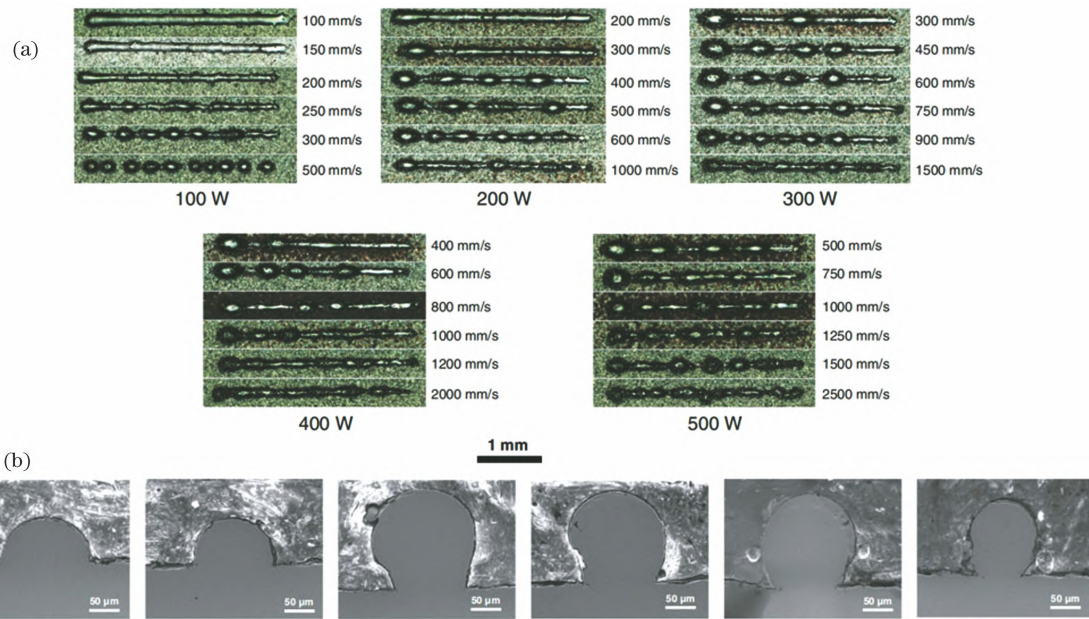 (a)
100 mm/s
150 mm/s
200 mm/s
250 mm/s
300 mm/s
500 mm/s
100 W
200 mm/s
300 mm/s
400 mm/s
500 mm/s
600 mm/s
1000 mm/s
200 W
300 mm/s
450 mm/s
600 mm/s
750 mm/s
900 mm/s
1500 mm/s
300 W
400 mm/s
600 mm/s
800 mm/s
1000 mm/s
1200 mm/s
2000 mm/s
400 W
500 mm/s
750 mm/s
1000 mm/s
1250 mm/s
1500 mm/s
2500 mm/s
500 W
1 mm
(b)
50 μm
50 μm
50 μm
50 μm
50 μm
50 μm